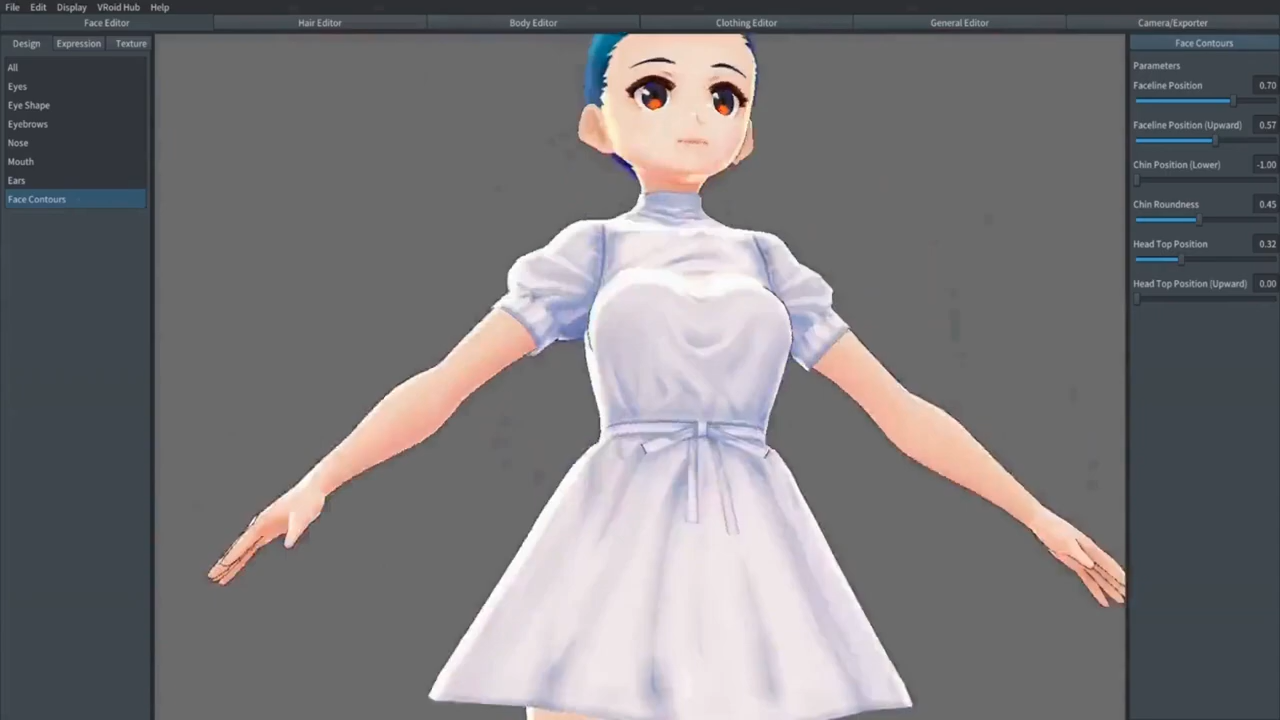 File Edit Display VRoid Hub Help
Face Editor Hair Editor Body Editor Clothing Editor General Editor Camera/Exporter
Design Expression Texture
All
Eyes
Eye Shape
Eyebrows
Nose
Mouth
Ears
Face Contours
Face Contours
Parameters
Faceline Position 0.70
Faceline Position (Upward) 0.57
Chin Position (Lower) -1.00
Chin Roundness 0.45
Head Top Position 0.32
Head Top Position (Upward) 0.00